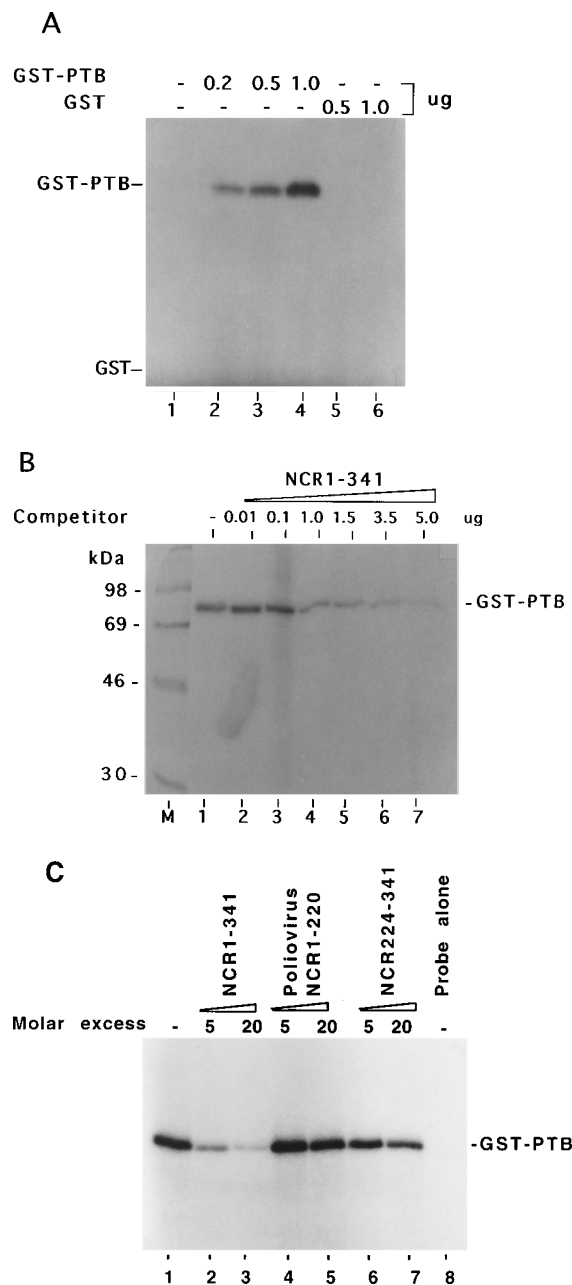 A
GST-PTB - 0.2 0.5 1.0 - -
GST - - - - 0.5 1.0
ug
GST-PTB-
GST-
1 2 3 4 5 6
B
NCR1-341
Competitor - 0.01 0.1 1.0 1.5 3.5 5.0 ug
kDa
98 -
-GST-PTB
69 -
46 -
30 -
M 1 2 3 4 5 6 7
C
NCR1-341
Poliovirus
NCR1-220
NCR224-341
Probe alone
Molar excess - 5 20 5 20 5 20 -
-GST-PTB
1 2 3 4 5 6 7 8